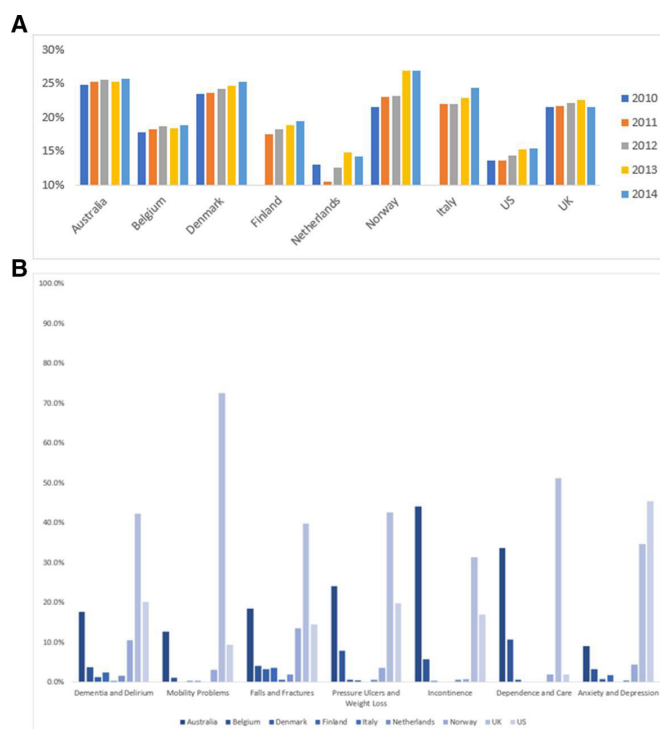 A
30%
25%
20%
15%
10%
Australia
Belgium
Denmark
Finland
Netherlands
Norway
Italy
US
UK
2010
2011
2012
2013
2014
B
100.0%
90.0%
80.0%
70.0%
60.0%
50.0%
40.0%
30.0%
20.0%
10.0%
0.0%
Dementia and Delirium Mobility Problems Falls and Fractures Pressure Ulcers and Weight Loss Incontinence Dependence and Care Anxiety and Depression
Australia Belgium Denmark Finland Italy Netherlands Norway UK US